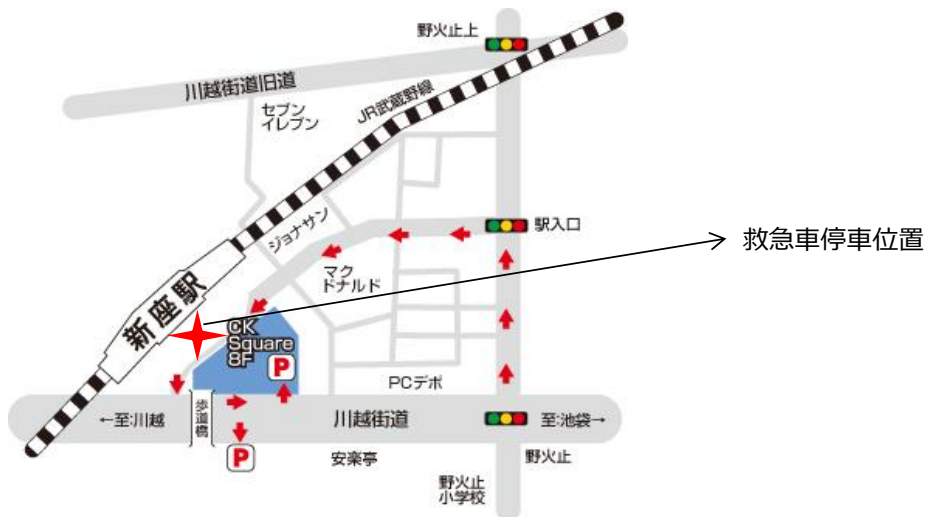 野火止上
川越街道旧道
セブン
イレブン
JR武蔵野線
ジョナサン
駅入口
救急車停車位置
マク
ドナルド
新座駅
CK
Square
8F
P
PCデポ
←至:川越
歩道橋
川越街道
至:池袋→
P
安楽亭
野火止
野火止
小学校